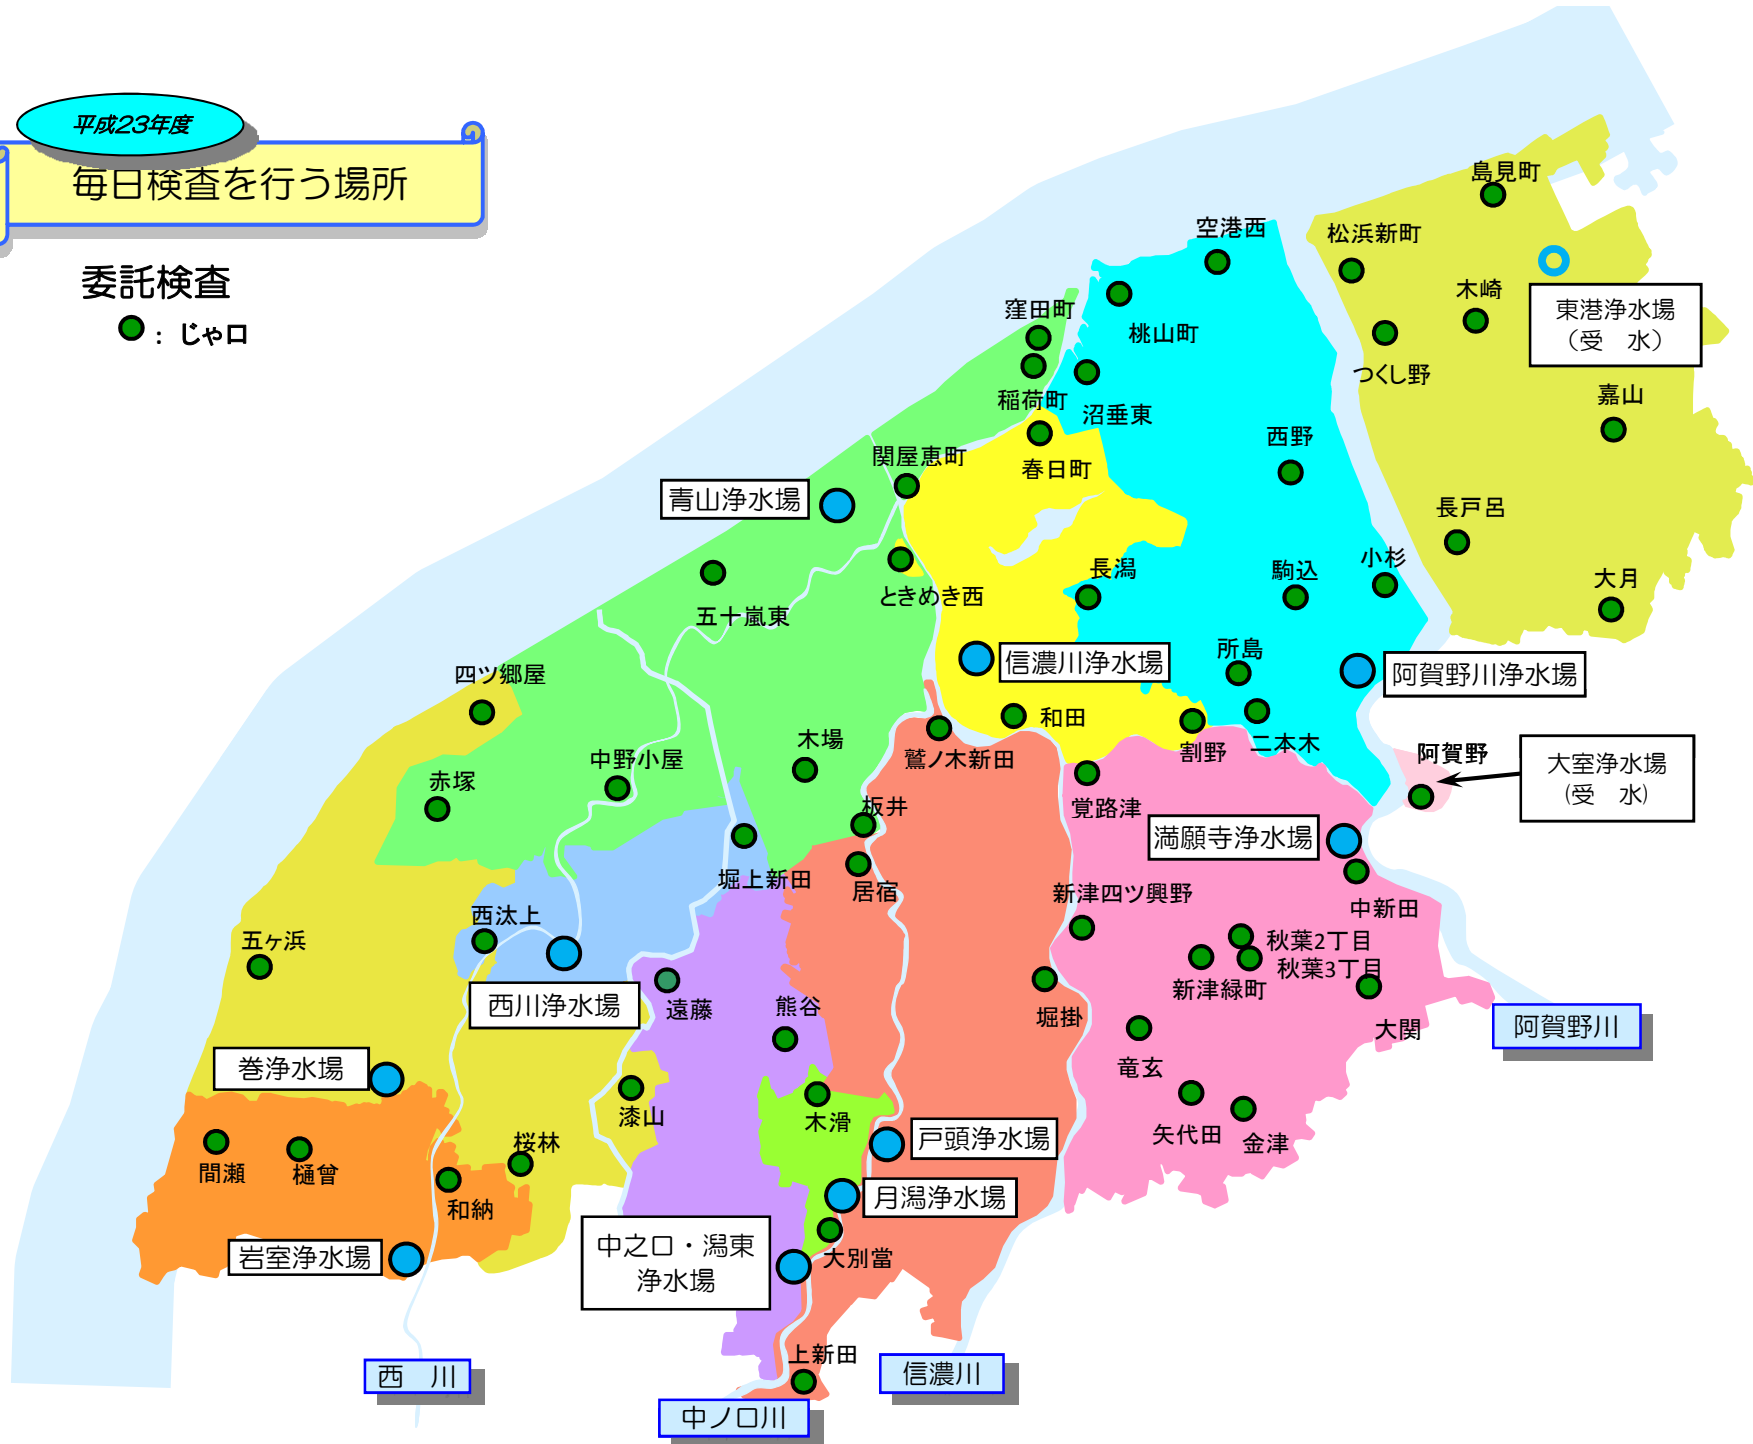 平成23年度
毎日検査を行う場所
委託検査
：じゃ口
島見町
空港西
松浜新町
木崎
東港浄水場
（受　水）
窪田町
桃山町
つくし野
稲荷町
沼垂東
嘉山
西野
関屋恵町
春日町
青山浄水場
長戸呂
小杉
長潟
駒込
大月
ときめき西
五十嵐東
所島
信濃川浄水場
阿賀野川浄水場
四ツ郷屋
和田
木場
鷲ノ木新田
割野
二本木
阿賀野
大室浄水場
(受　水)
中野小屋
赤塚
板井
覚路津
満願寺浄水場
堀上新田
居宿
新津四ツ興野
中新田
西汰上
五ヶ浜
秋葉2丁目
秋葉3丁目
新津緑町
西川浄水場
遠藤
熊谷
堀掛
大関
阿賀野川
巻浄水場
竜玄
漆山
木滑
戸頭浄水場
矢代田
金津
桜林
間瀬
樋曾
和納
月潟浄水場
岩室浄水場
中之口・潟東
浄水場
大別當
上新田
西　川
信濃川
中ノ口川